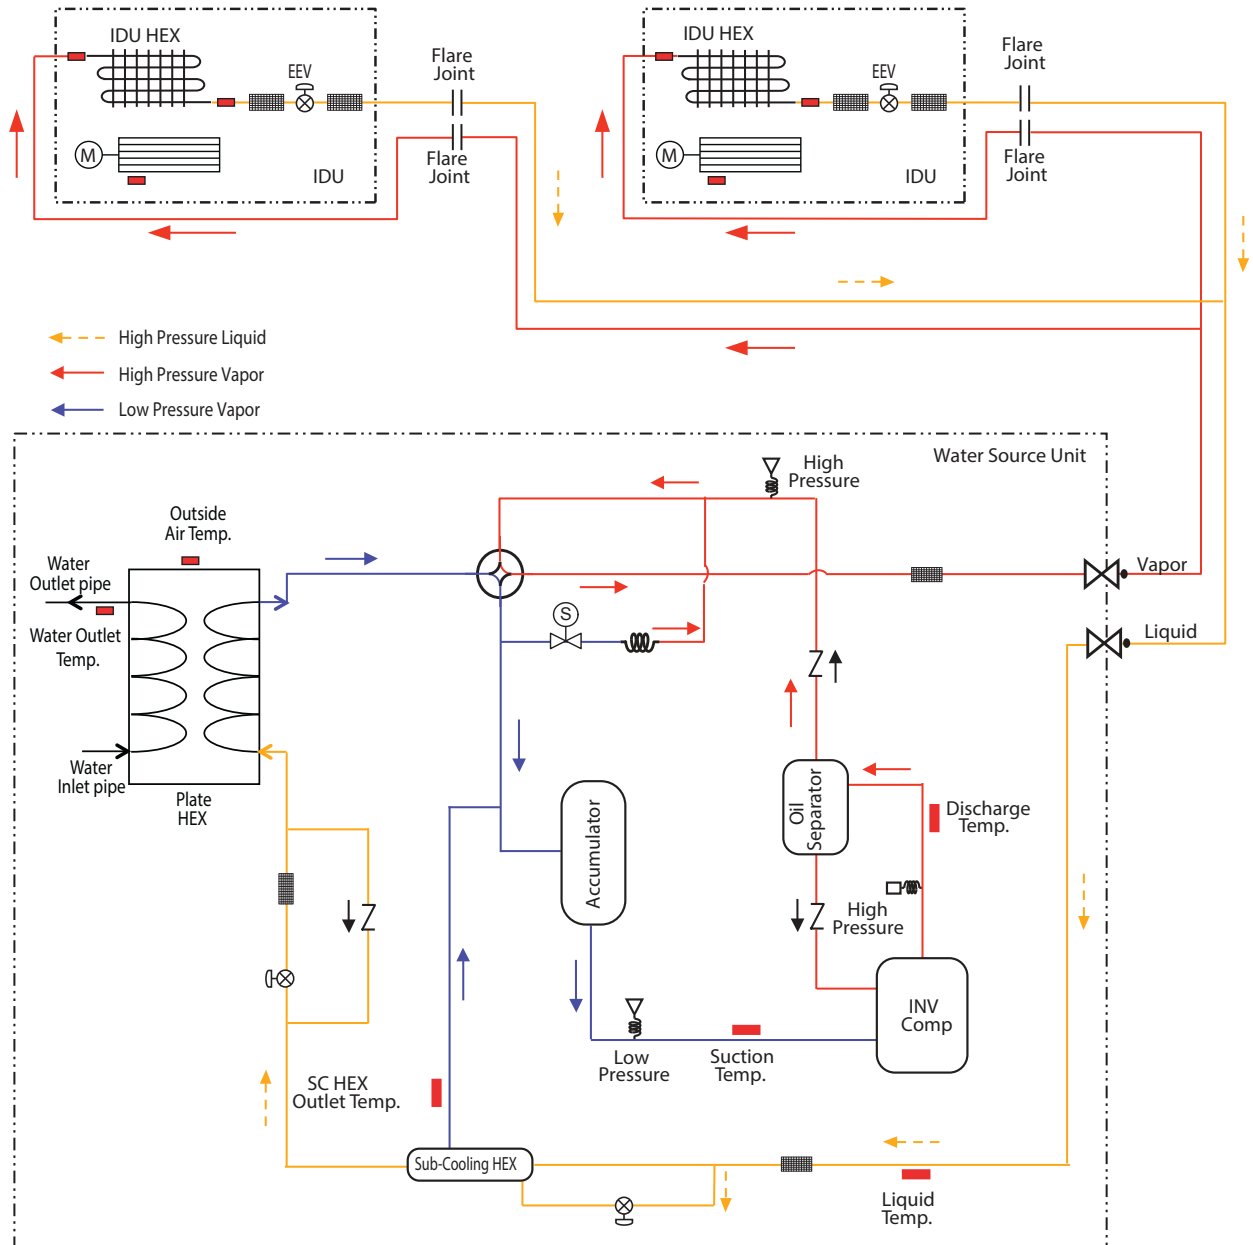 IDU HEX
EEV
Flare
Joint
M
Flare
Joint
IDU
IDU HEX
EEV
Flare
Joint
M
Flare
Joint
IDU
High Pressure Liquid
High Pressure Vapor
Low Pressure Vapor
Water Source Unit
High
Pressure
Outside
Air Temp.
Water
Outlet pipe
Vapor
Water Outlet
Temp.
S
Liquid
Water
Inlet pipe
Plate
HEX
Accumulator
Oil
Separator
Discharge
Temp.
High
Pressure
INV
Comp
Low
Pressure
Suction
Temp.
SC HEX
Outlet Temp.
Sub-Cooling HEX
Liquid
Temp.